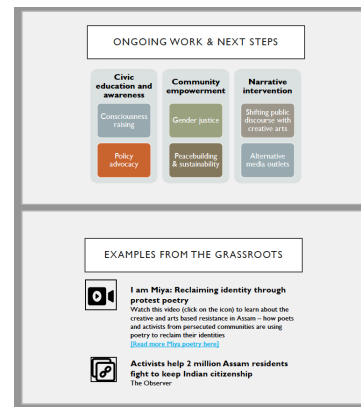 ONGOING WORK & NEXT STEPS
Civic
education and
awareness
Consciousness
raising
Policy
advocacy
Community
empowerment
Gender justice
Peacebuilding
& sustainability
Narrative
intervention
Shifting public
discourse with
creative arts
Alternative
media outlets
EXAMPLES FROM THE GRASSROOTS
I am Miya: Reclaiming identity through
protest poetry
Watch this video (click on the icon) to learn about the
creative and arts based resistance in Assam – how poets
and activists from persecuted communities are using
poetry to reclaim their identities
[Read more Miya poetry here]
Activists help 2 million Assam residents
fight to keep Indian citizenship
The Observer